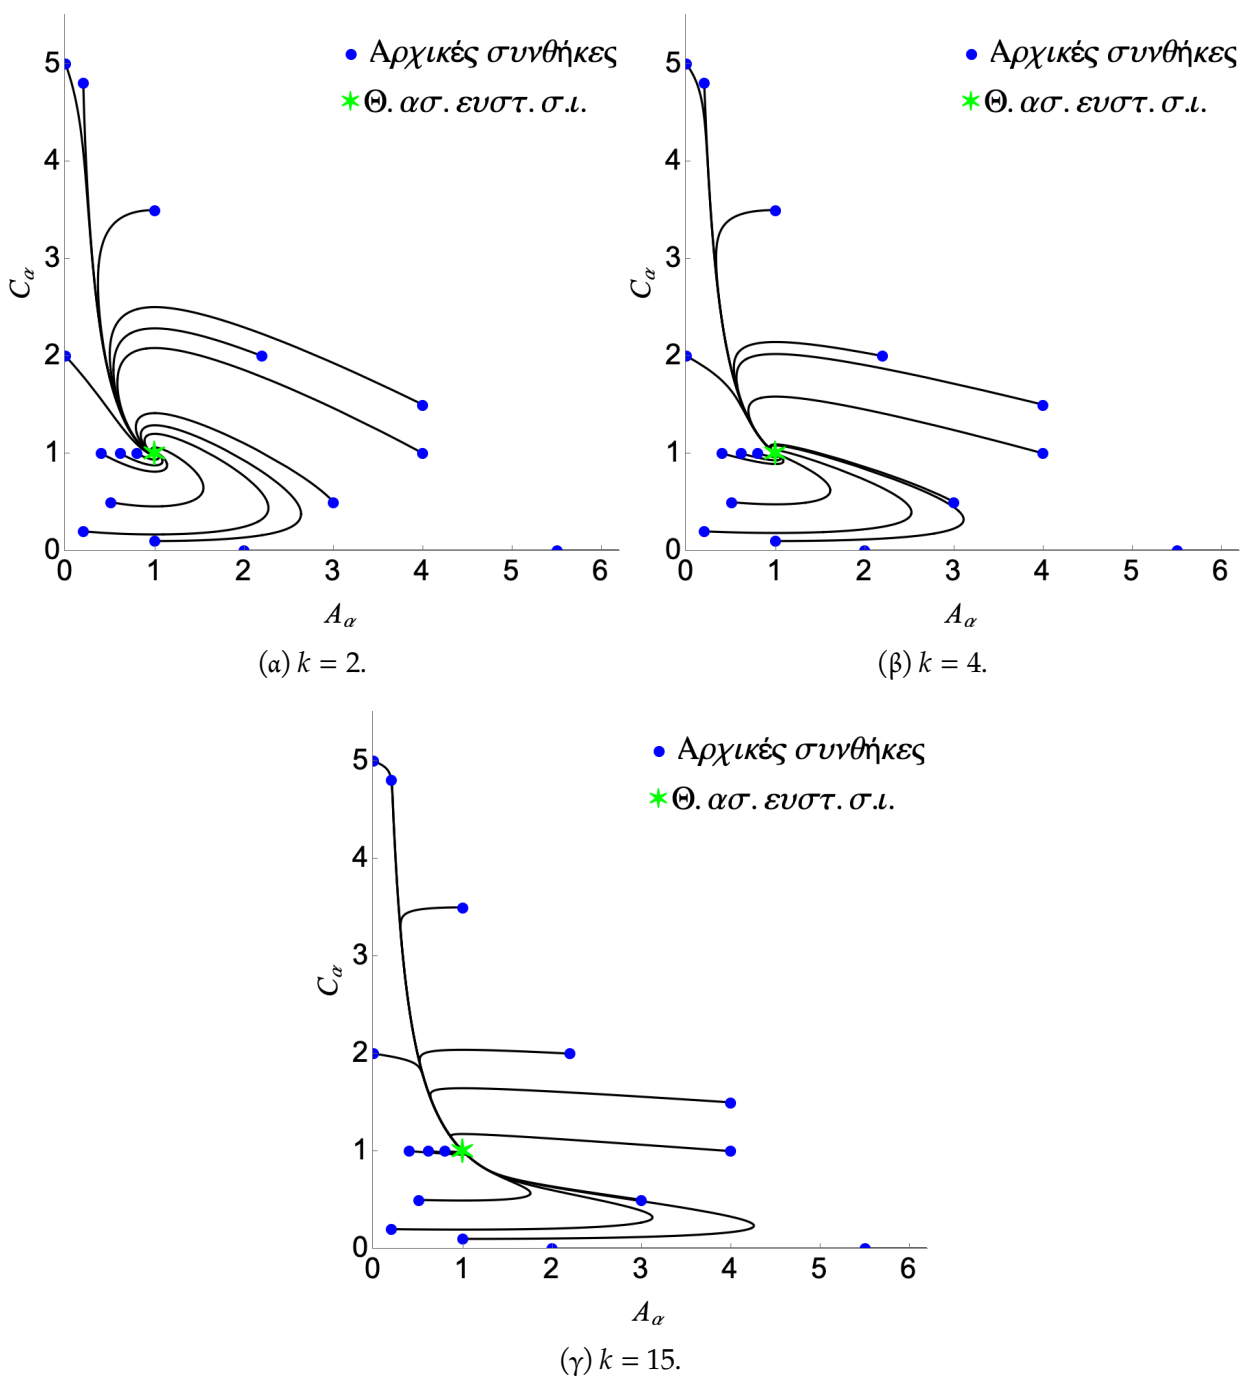 Αρχικές συνθήκες
Θ. ασ. ευστ. σ.ι.
5
4
3
2
1
0
C_α
0 1 2 3 4 5 6
A_α
(α) k = 2.
Αρχικές συνθήκες
Θ. ασ. ευστ. σ.ι.
5
4
3
2
1
0
C_α
0 1 2 3 4 5 6
A_α
(β) k = 4.
Αρχικές συνθήκες
Θ. ασ. ευστ. σ.ι.
5
4
3
2
1
0
C_α
0 1 2 3 4 5 6
A_α
(γ) k = 15.